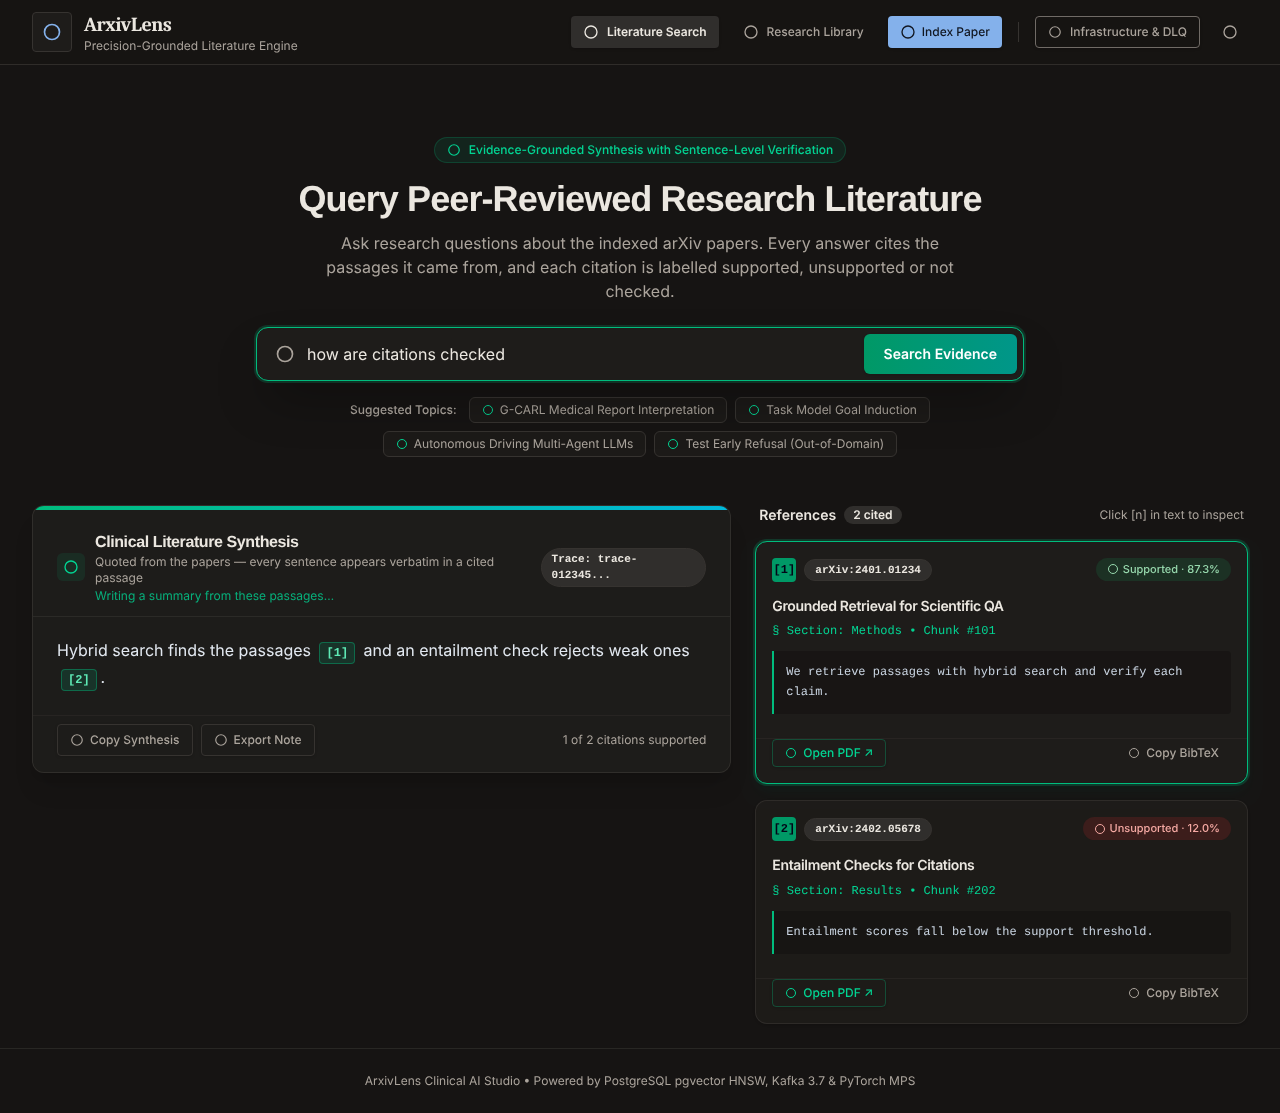 ArxivLens
Precision-Grounded Literature Engine
Literature Search
Research Library
Index Paper
Infrastructure & DLQ
Evidence-Grounded Synthesis with Sentence-Level Verification
Query Peer-Reviewed Research Literature
Ask research questions about the indexed arXiv papers. Every answer cites the
passages it came from, and each citation is labelled supported, unsupported or not
checked.
how are citations checked
Search Evidence
Suggested Topics:
G-CARL Medical Report Interpretation
Task Model Goal Induction
Autonomous Driving Multi-Agent LLMs
Test Early Refusal (Out-of-Domain)
Clinical Literature Synthesis
Quoted from the papers — every sentence appears verbatim in a cited
passage
Writing a summary from these passages...
Trace: trace-
012345...
Hybrid search finds the passages [1] and an entailment check rejects weak ones
[2].
Copy Synthesis
Export Note
1 of 2 citations supported
References
2 cited
Click [n] in text to inspect
[1]
arXiv:2401.01234
Supported · 87.3%
Grounded Retrieval for Scientific QA
§ Section: Methods • Chunk #101
We retrieve passages with hybrid search and verify each
claim.
Open PDF ↗
Copy BibTeX
[2]
arXiv:2402.05678
Unsupported · 12.0%
Entailment Checks for Citations
§ Section: Results • Chunk #202
Entailment scores fall below the support threshold.
Open PDF ↗
Copy BibTeX
ArxivLens Clinical AI Studio • Powered by PostgreSQL pgvector HNSW, Kafka 3.7 & PyTorch MPS